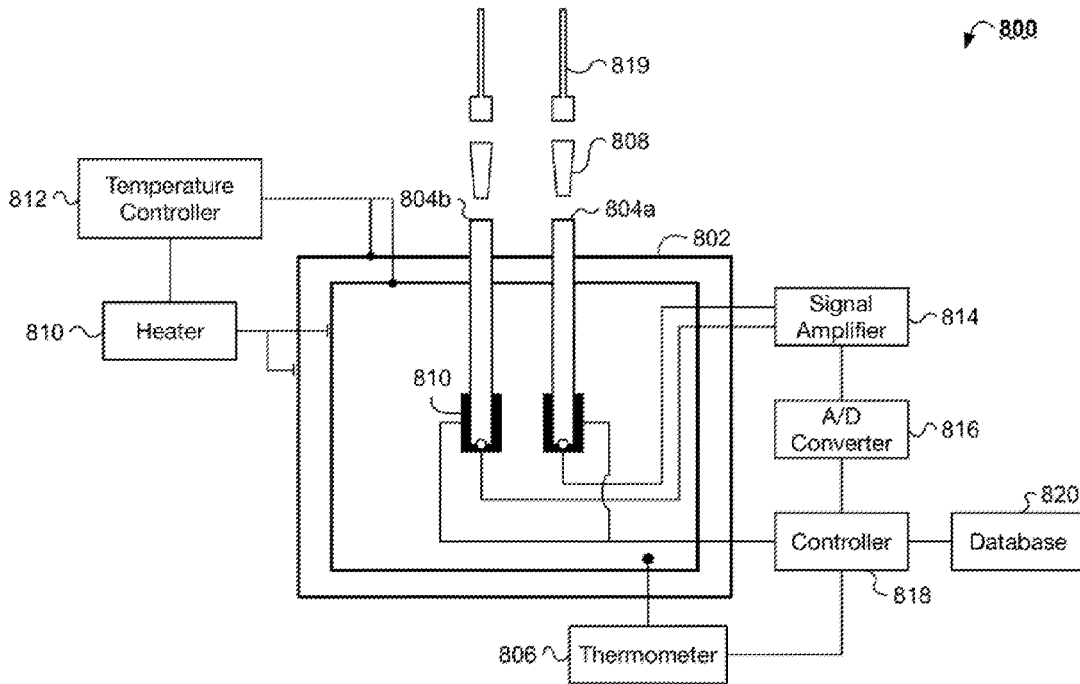 800
819
808
804b
804a
812
Temperature
Controller
802
810
Heater
Signal
Amplifier
814
810
A/D
Converter
816
820
Controller
Database
818
806
Thermometer